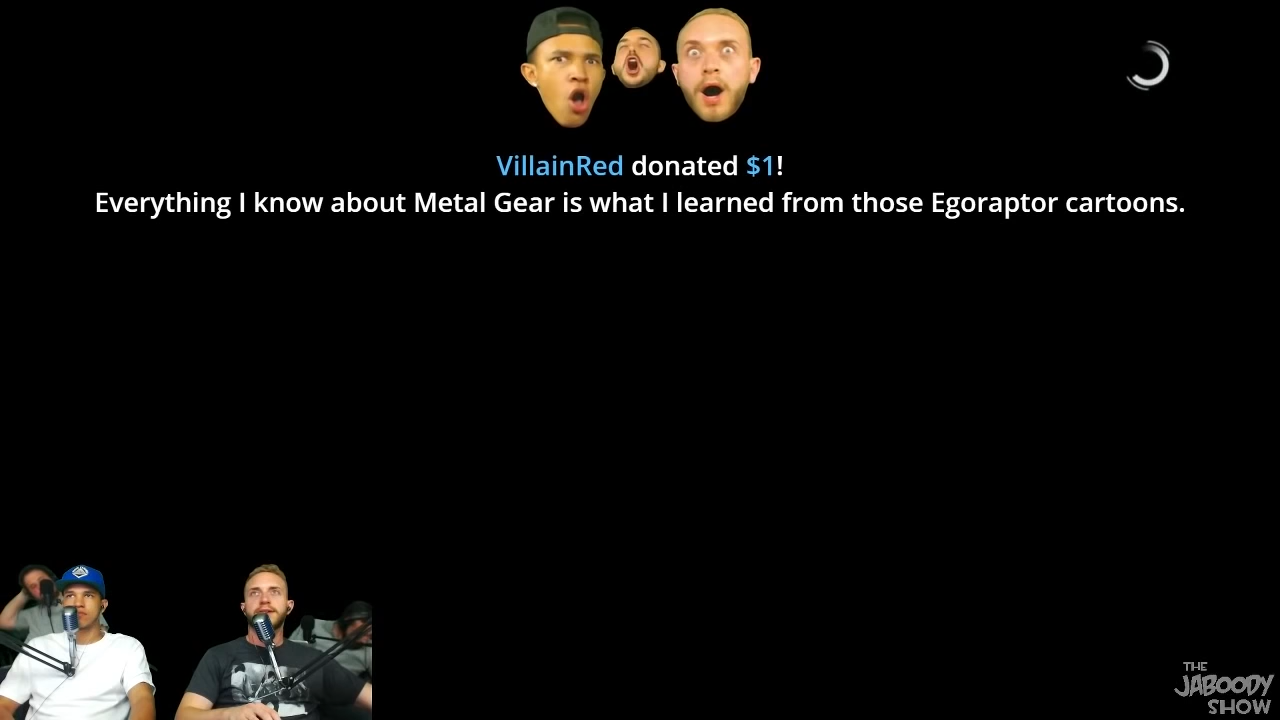 VillainRed donated $1!
Everything I know about Metal Gear is what I learned from those Egoraptor cartoons.
THE
JABOODY
SHOW